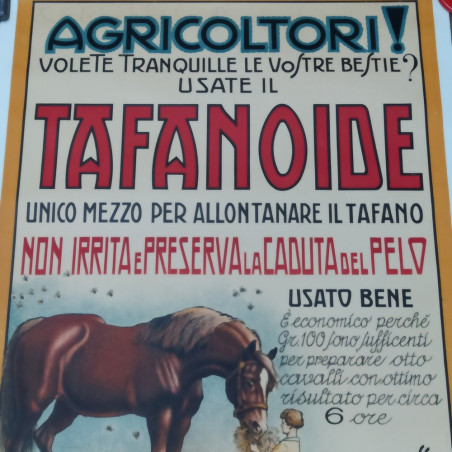 AGRICOLTORI!
VOLETE TRANQUILLE LE VOSTRE BESTIE?
USATE IL
TAFANOIDE
UNICO MEZZO PER ALLONTANARE IL TAFANO
NON IRRITA E PRESERVA LA CADUTA DEL PELO
USATO BENE
È economico perché
Gr. 100 sono sufficenti
per preparare otto
cavalli con ottimo
risultato per circa
6 ore